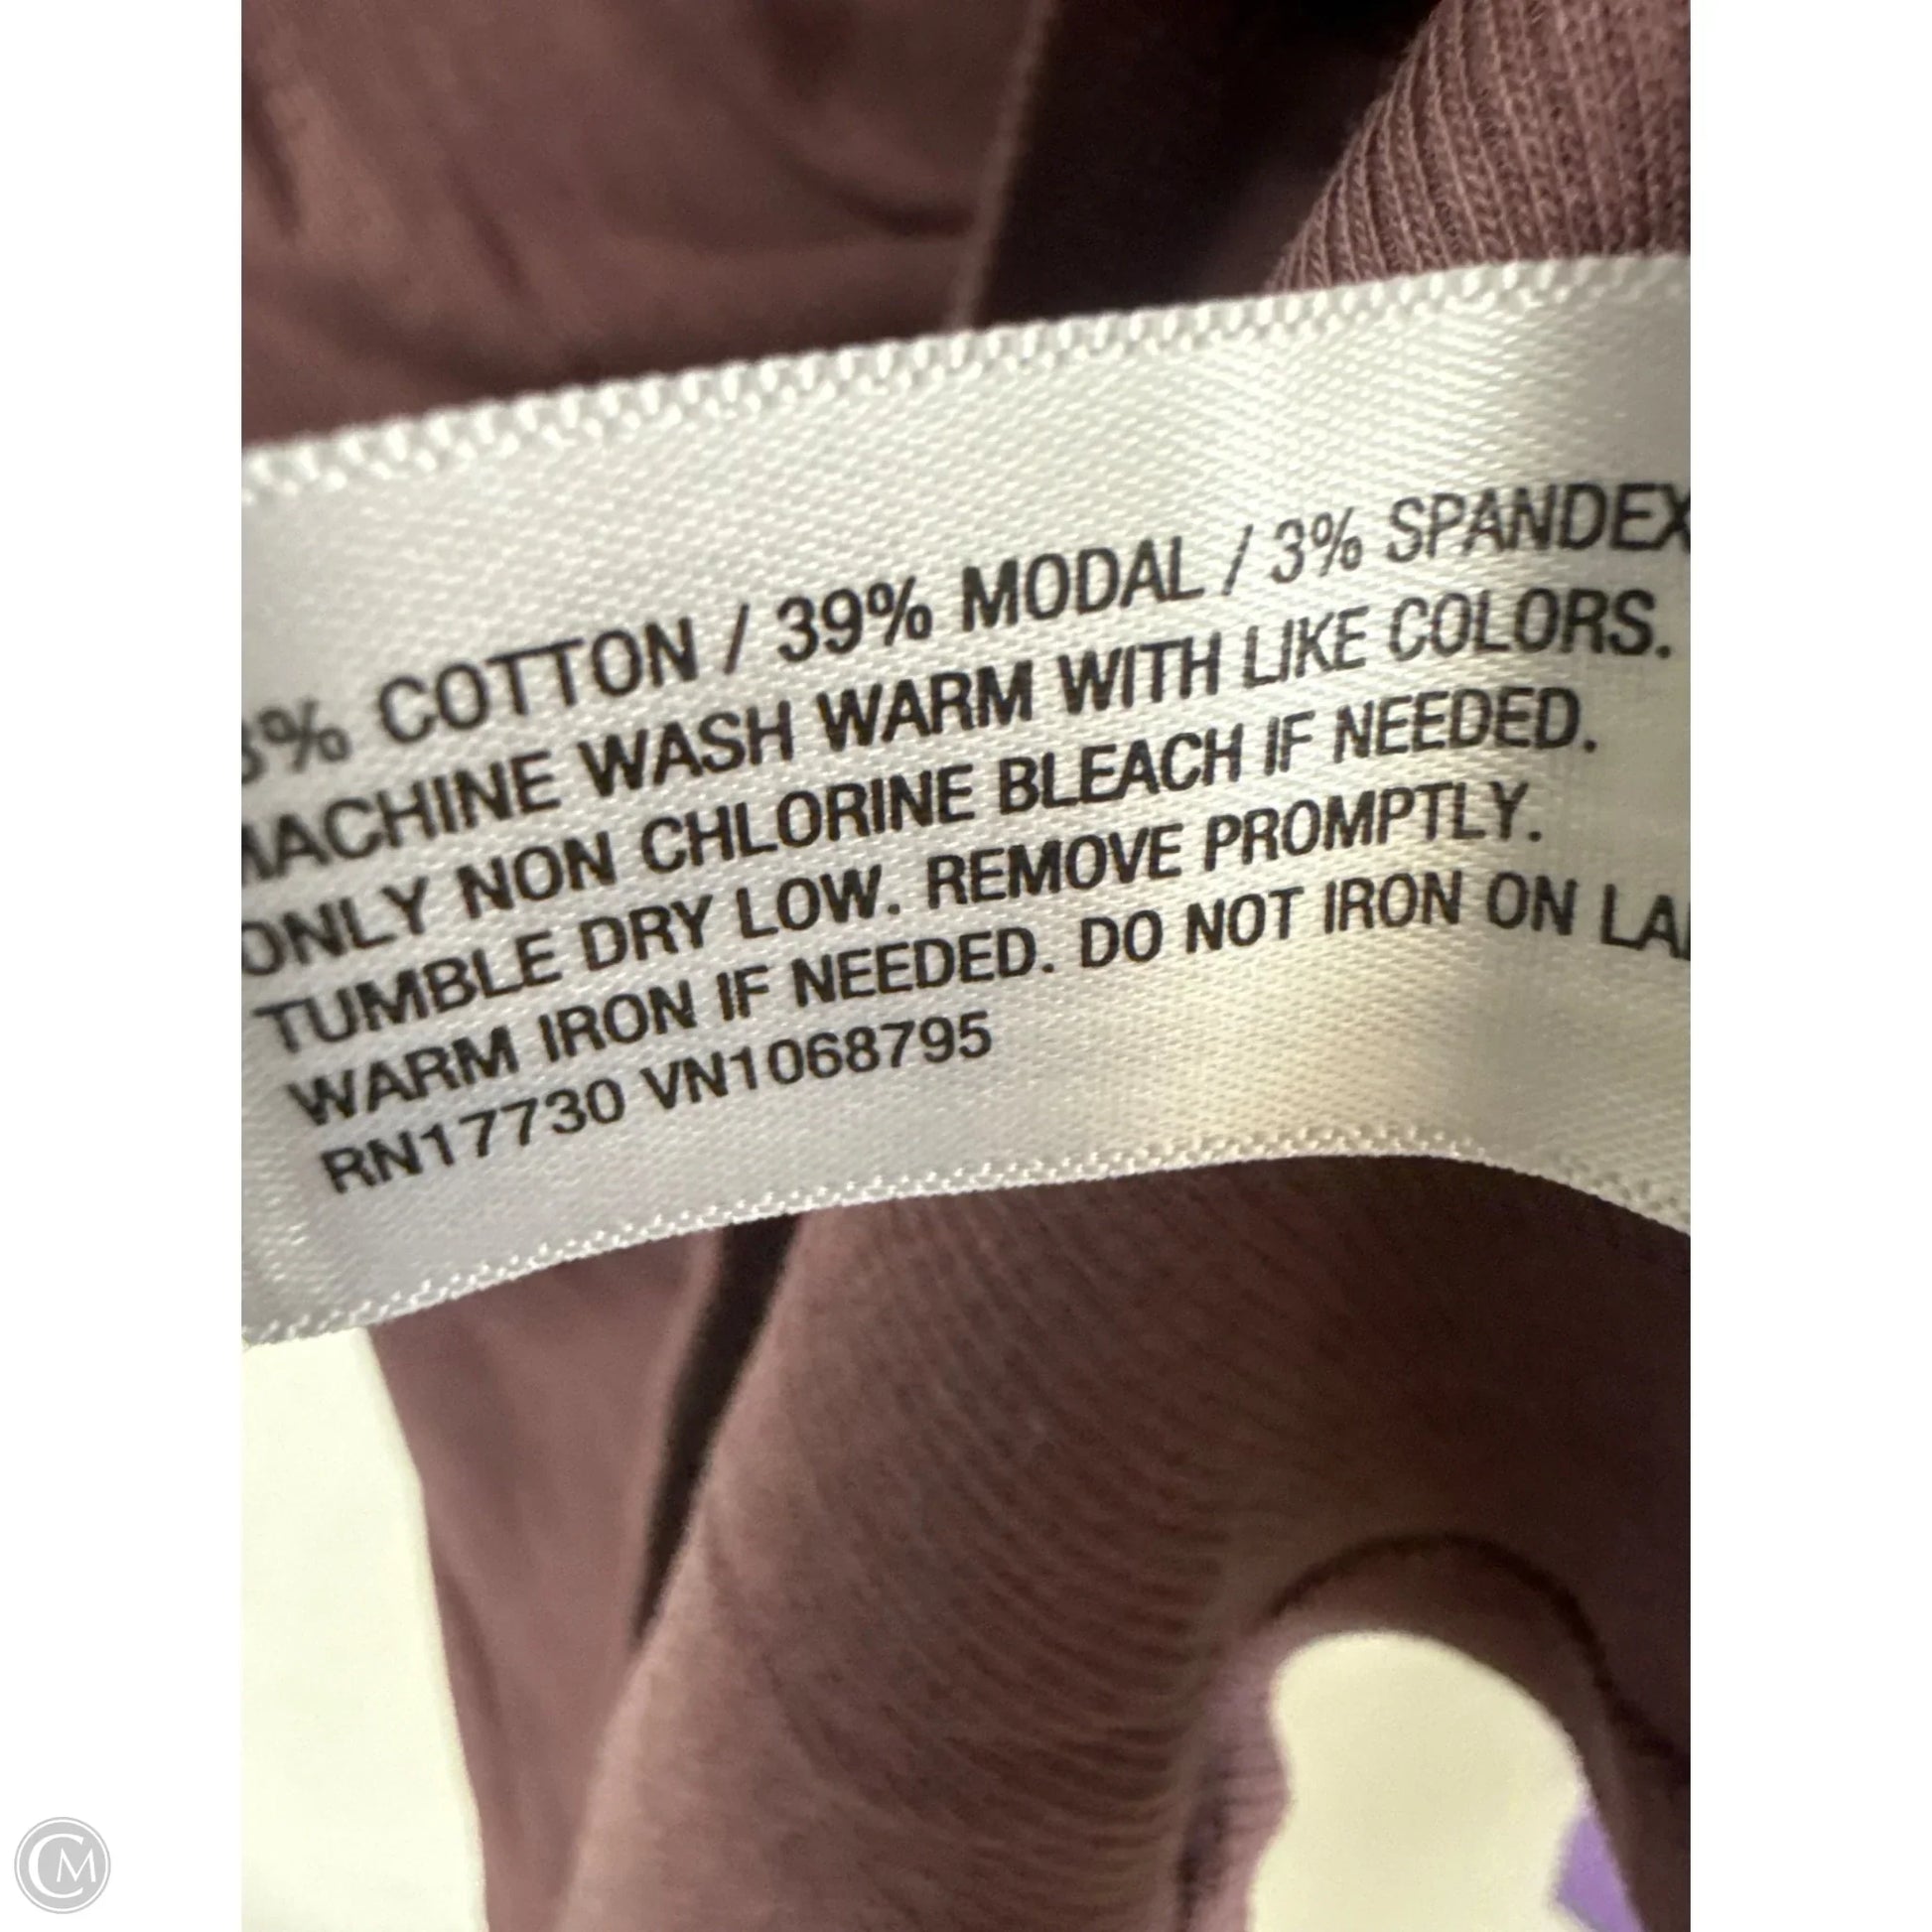 % COTTON / 39% MODAL / 3% SPANDEX
MACHINE WASH WARM WITH LIKE COLORS.
ONLY NON CHLORINE BLEACH IF NEEDED.
TUMBLE DRY LOW. REMOVE PROMPTLY.
WARM IRON IF NEEDED. DO NOT IRON ON
RN17730 VN1068795
CM